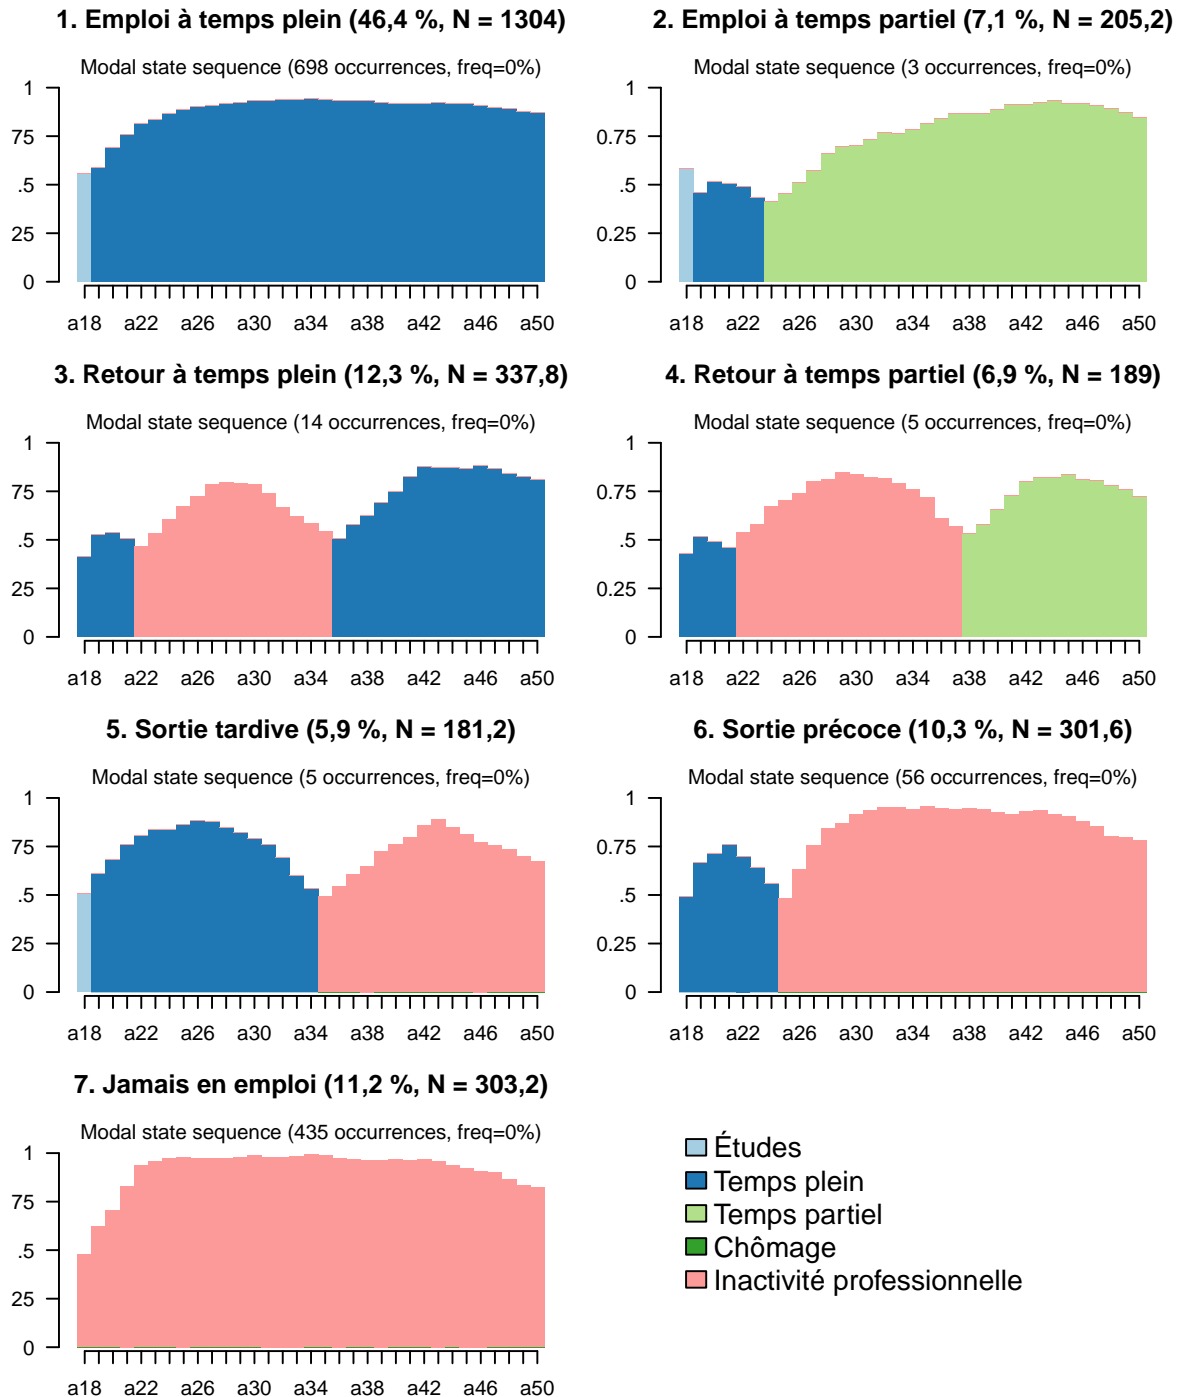 1. Emploi à temps plein (46,4 %, N = 1304)
Modal state sequence (698 occurrences, freq=0%)
1
75
.5
25
0
a18 a22 a26 a30 a34 a38 a42 a46 a50
2. Emploi à temps partiel (7,1 %, N = 205,2)
Modal state sequence (3 occurrences, freq=0%)
1
0.75
.5
0.25
0
a18 a22 a26 a30 a34 a38 a42 a46 a50
3. Retour à temps plein (12,3 %, N = 337,8)
Modal state sequence (14 occurrences, freq=0%)
1
75
.5
25
0
a18 a22 a26 a30 a34 a38 a42 a46 a50
4. Retour à temps partiel (6,9 %, N = 189)
Modal state sequence (5 occurrences, freq=0%)
1
0.75
.5
0.25
0
a18 a22 a26 a30 a34 a38 a42 a46 a50
5. Sortie tardive (5,9 %, N = 181,2)
Modal state sequence (5 occurrences, freq=0%)
1
75
.5
25
0
a18 a22 a26 a30 a34 a38 a42 a46 a50
6. Sortie précoce (10,3 %, N = 301,6)
Modal state sequence (56 occurrences, freq=0%)
1
0.75
.5
0.25
0
a18 a22 a26 a30 a34 a38 a42 a46 a50
7. Jamais en emploi (11,2 %, N = 303,2)
Modal state sequence (435 occurrences, freq=0%)
1
75
.5
25
0
a18 a22 a26 a30 a34 a38 a42 a46 a50
Études
Temps plein
Temps partiel
Chômage
Inactivité professionnelle